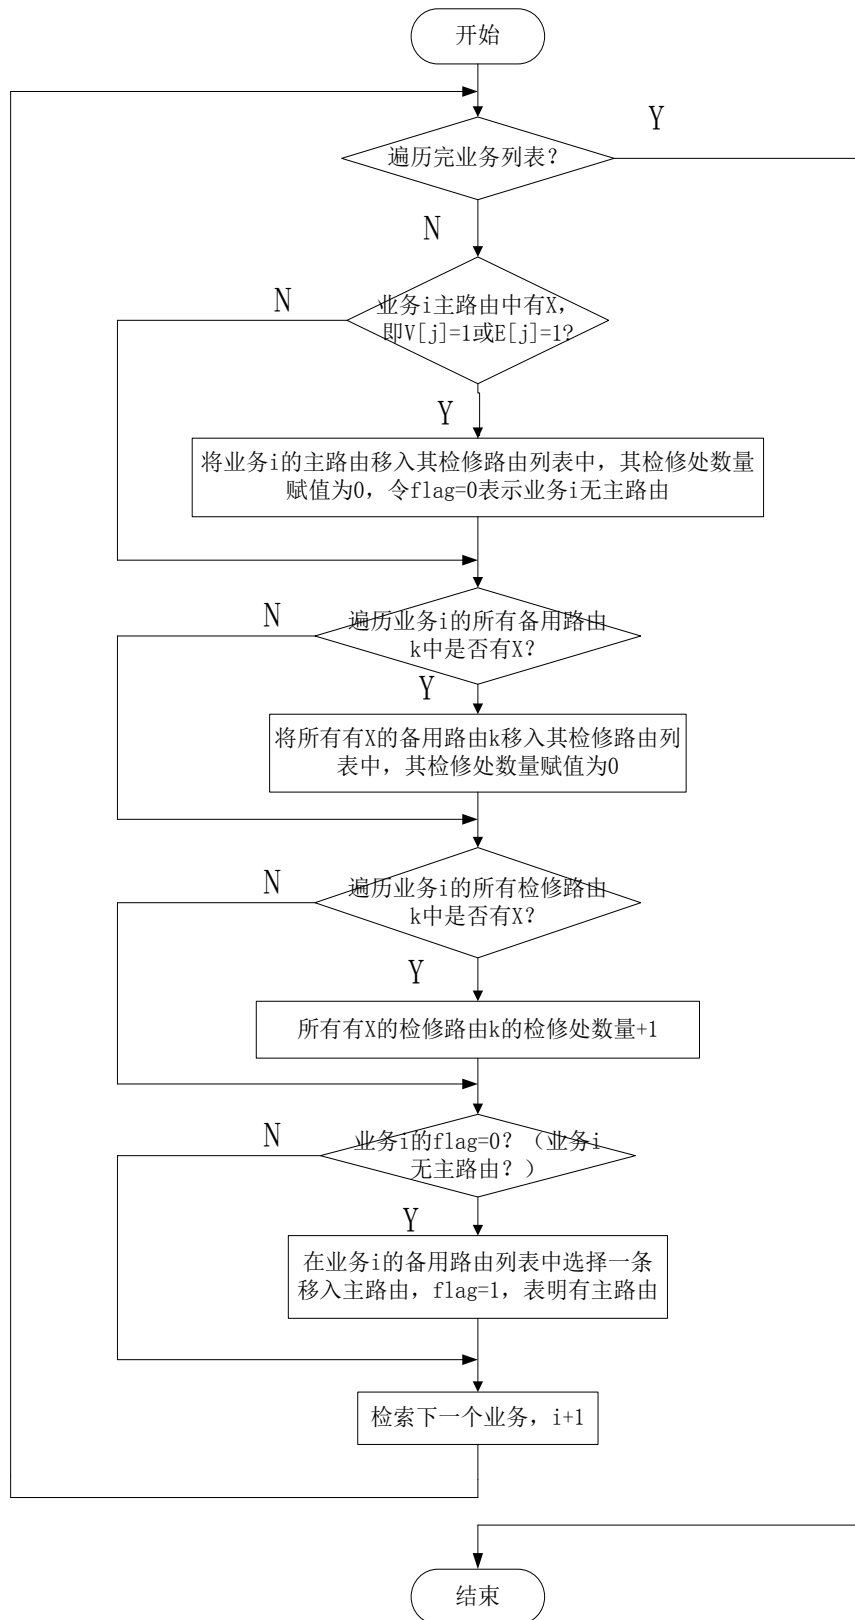 开始
Y
遍历完业务列表？
N
N
业务i主路由中有X，
即V[j]=1或E[j]=1?
Y
将业务i的主路由移入其检修路由列表中，其检修处数量
赋值为0，令flag=0表示业务i无主路由
N
遍历业务i的所有备用路由
k中是否有X？
Y
将所有有X的备用路由k移入其检修路由列
表中，其检修处数量赋值为0
N
遍历业务i的所有检修路由
k中是否有X？
Y
所有有X的检修路由k的检修处数量+1
N
业务i的flag=0？（业务i
无主路由？）
Y
在业务i的备用路由列表中选择一条
移入主路由，flag=1，表明有主路由
检索下一个业务，i+1
结束